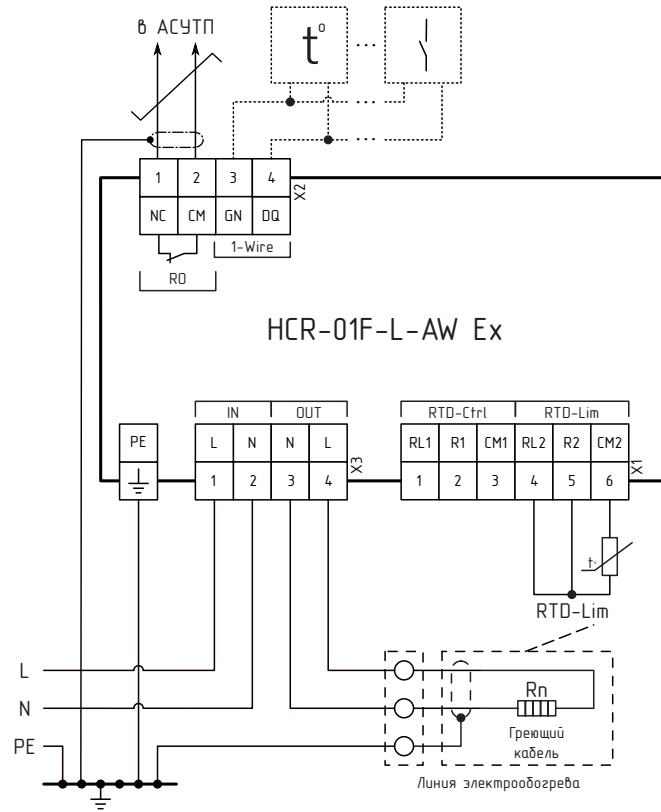 в АСУТП
t°
...
...
...
1 2 3 4
X2
NC CM GN DQ
1-Wire
RO
HCR-01F-L-AW Ex
IN OUT
RTD-Ctrl RTD-Lim
PE
L N N L
RL1 R1 CM1 RL2 R2 CM2
1 2 3 4
X3
1 2 3 4 5 6
X1
t°
RTD-Lim
L
N
PE
Rn
Греющий
кабель
Линия электрообогрева